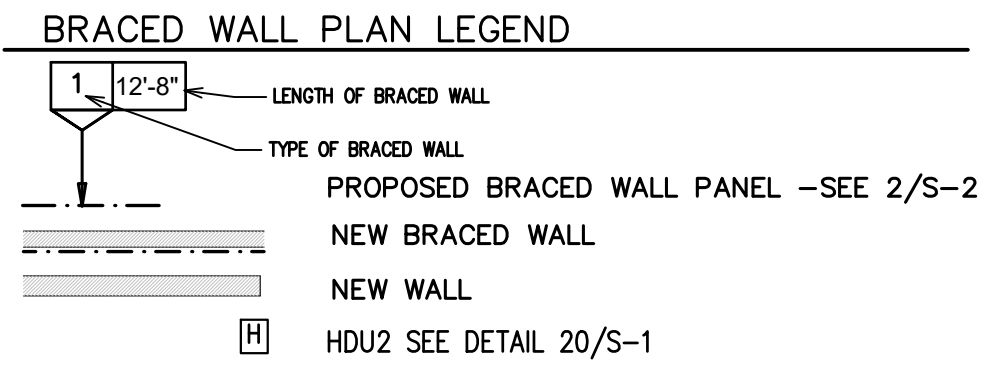 BRACED WALL PLAN LEGEND
1 12'-8"
LENGTH OF BRACED WALL
TYPE OF BRACED WALL
PROPOSED BRACED WALL PANEL -SEE 2/S-2
NEW BRACED WALL
NEW WALL
H HDU2 SEE DETAIL 20/S-1